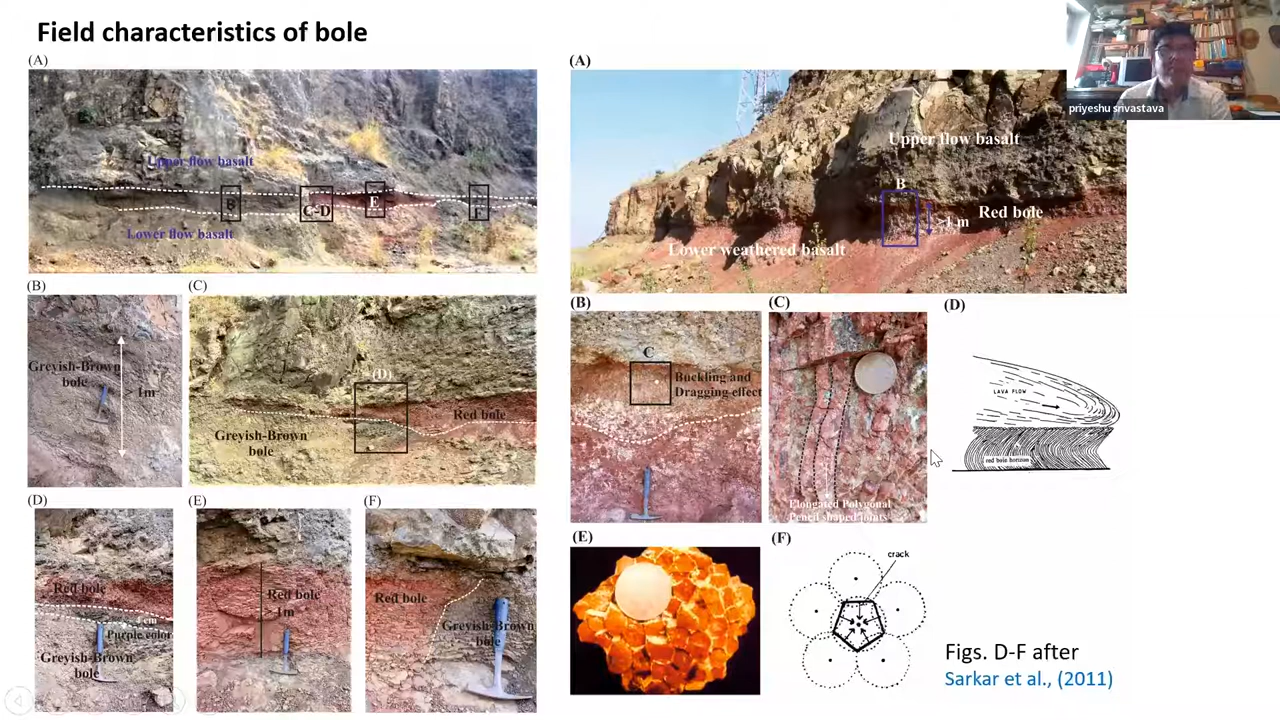 Field characteristics of bole
(A)
Upper flow basalt
B
C-D
E
F
Lower flow basalt
(B)
Greyish-Brown
bole
1m
(C)
(D)
Red bole
Greyish-Brown
bole
(D)
Red bole
cm
Purple color
Greyish-Brown
bole
(E)
Red bole
1m
(F)
Red bole
Greyish-Brown
bole
(A)
Upper flow basalt
B
Red bole
>1 m
Lower weathered basalt
(B)
C
Buckling and
Dragging effect
(C)
Elongated Polygonal
Pencil shaped joints
(D)
LAVA FLOW
red bole horizon
(E)
(F)
crack
Figs. D-F after
Sarkar et al., (2011)
priyeshu srivastava